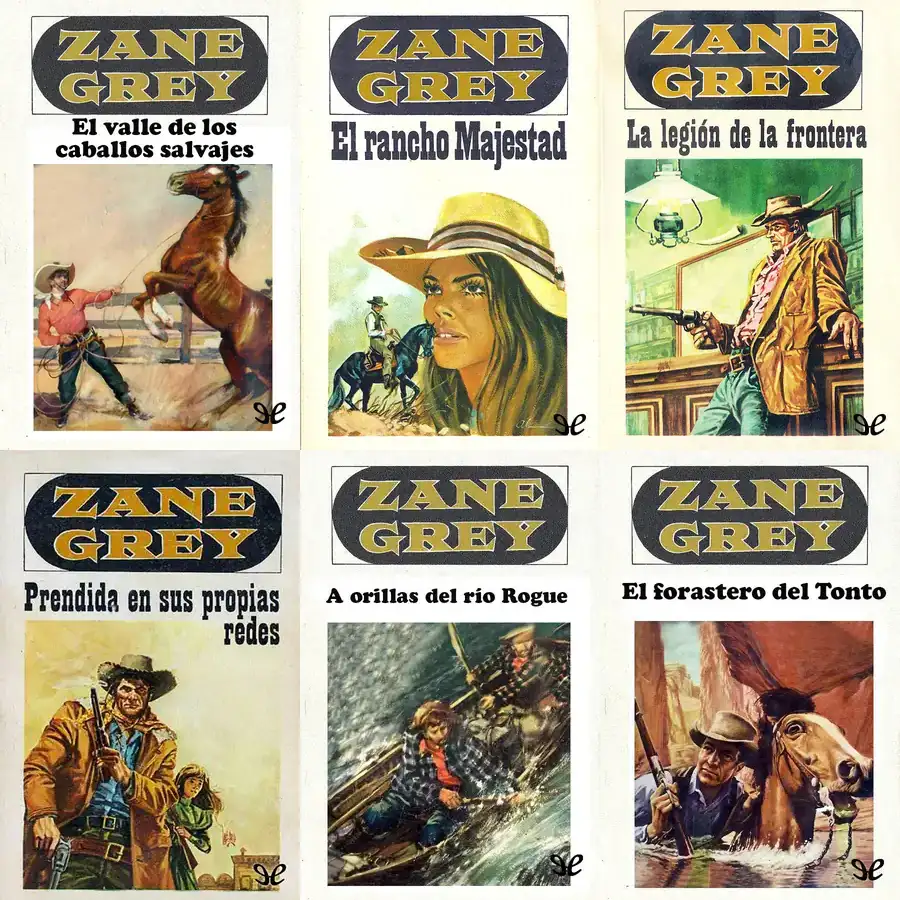 ZANE
GREY
El valle de los
caballos salvajes
ZANE
GREY
El rancho Majestad
ZANE
GREY
La legión de la frontera
ZANE
GREY
Prendida en sus propias
redes
ZANE
GREY
A orillas del río Rogue
ZANE
GREY
El forastero del Tonto